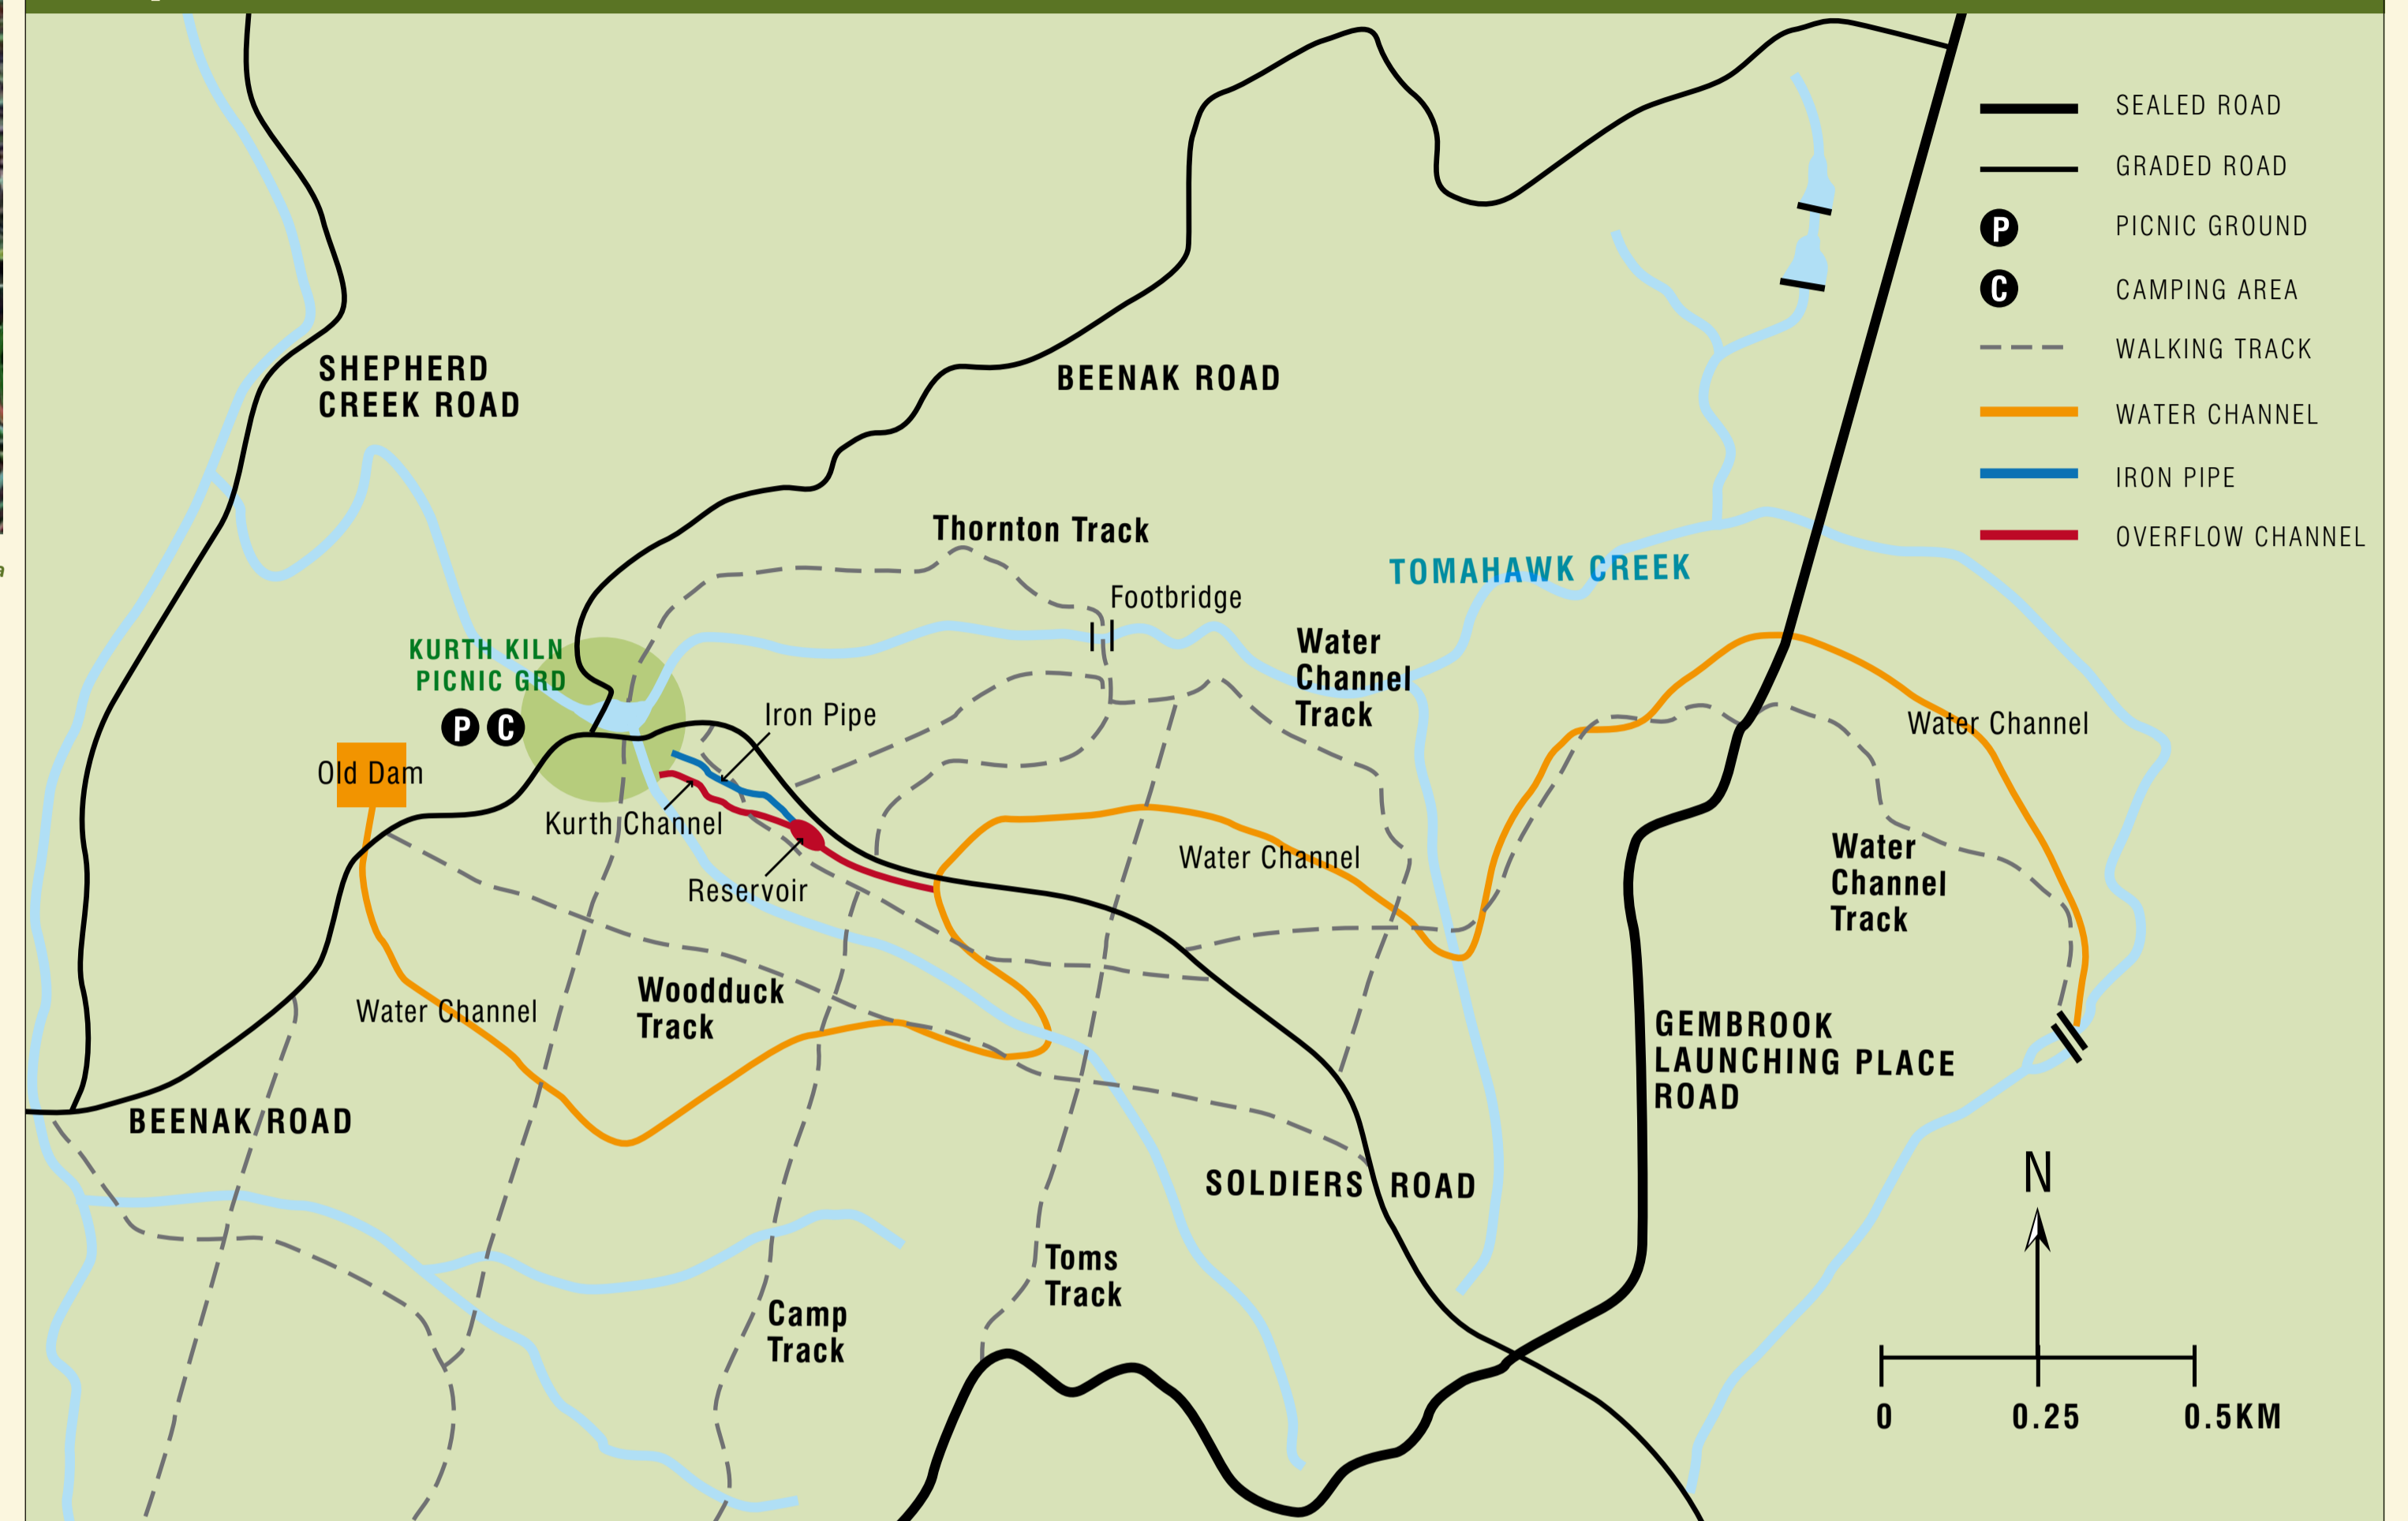 SEALED ROAD
GRADED ROAD
P
PICNIC GROUND
C
CAMPING AREA
WALKING TRACK
WATER CHANNEL
IRON PIPE
OVERFLOW CHANNEL
SHEPHERD
CREEK ROAD
BEENAK ROAD
Thornton Track
Footbridge
TOMAHAWK CREEK
KURTH KILN
PICNIC GRD
P C
Water
Channel
Track
Iron Pipe
Water Channel
Old Dam
Kurth Channel
Reservoir
Water Channel
Water
Channel
Track
Woodduck
Track
Water Channel
GEMBROOK
LAUNCHING PLACE
ROAD
BEENAK ROAD
SOLDIERS ROAD
Toms
Track
Camp
Track
N
0 0.25 0.5KM